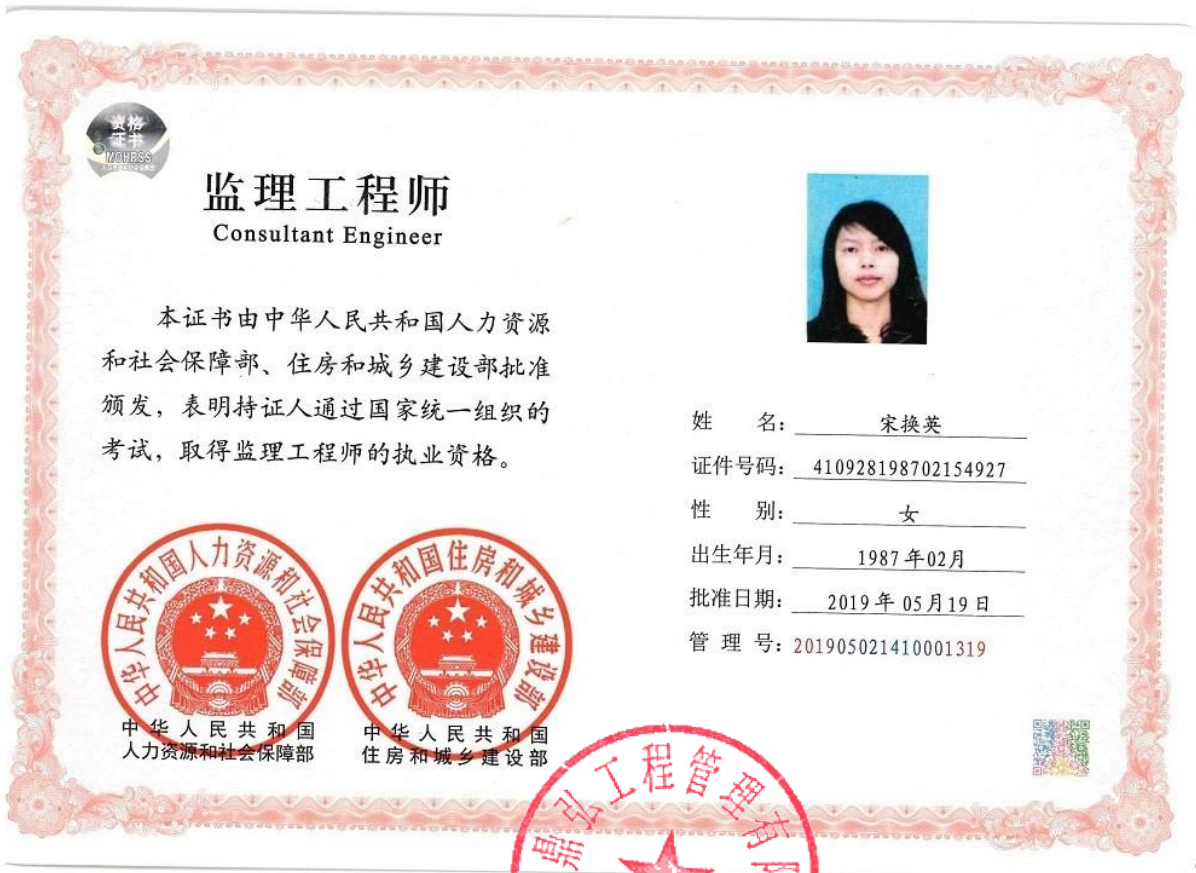 资格
证书
MOHRSS
监理工程师
Consultant Engineer
本证书由中华人民共和国人力资源
和社会保障部、住房和城乡建设部批准
颁发，表明持证人通过国家统一组织的
考试，取得监理工程师的执业资格。
姓 名：宋换英
证件号码：410928198702154927
性 别：女
出生年月：1987年02月
批准日期：2019年05月19日
管 理 号：201905021410001319
中华人民共和国人力资源和社会保障部
中华人民共和国住房和城乡建设部
中华人民共和国
人力资源和社会保障部
中华人民共和国
住房和城乡建设部
鼎弘工程管理有限